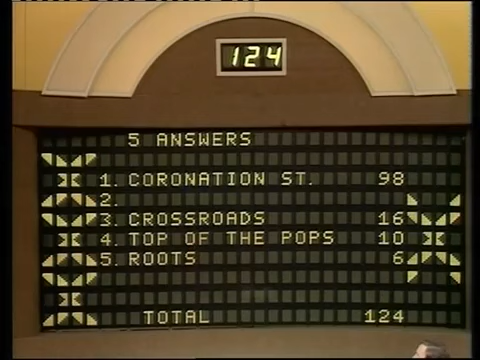 124
5 ANSWERS
1. CORONATION ST. 98
2.
3. CROSSROADS 16
4. TOP OF THE POPS 10
5. ROOTS 6
TOTAL 124